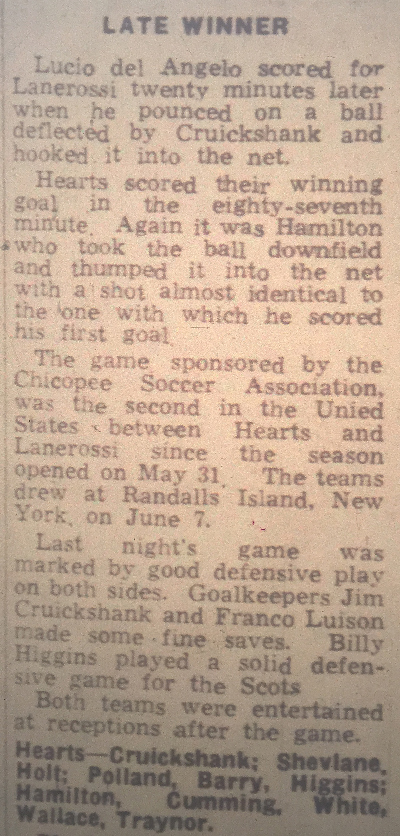 LATE WINNER
Lucio del Angelo scored for
Lanerossi twenty minutes later
when he pounced on a ball
deflected by Cruickshank and
hooked it into the net.
Hearts scored their winning
goal in the eighty-seventh
minute. Again it was Hamilton
who took the ball downfield
and thumped it into the net
with a shot almost identical to
the one with which he scored
his first goal.
The game sponsored by the
Chicopee Soccer Association,
was the second in the Unied
States between Hearts and
Lanerossi since the season
opened on May 31. The teams
drew at Randalls Island, New
York, on June 7.
Last night's game was
marked by good defensive play
on both sides. Goalkeepers Jim
Cruickshank and Franco Luison
made some fine saves. Billy
Higgins played a solid defen-
sive game for the Scots
Both teams were entertained
at receptions after the game.
Hearts—Cruickshank; Shevlane,
Holt; Polland, Barry, Higgins;
Hamilton, Cumming, White,
Wallace, Traynor.